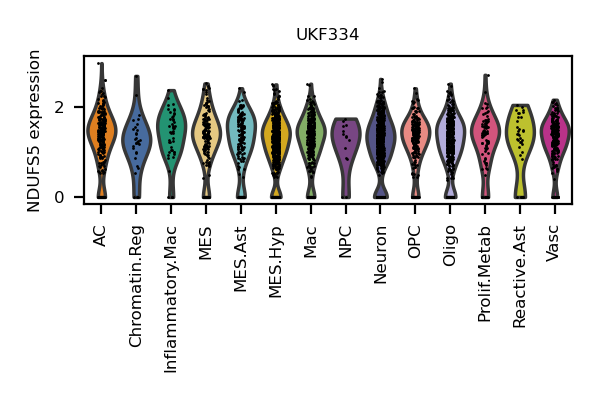 UKF334
NDUFS5 expression
2
0
AC
Chromatin.Reg
Inflammatory.Mac
MES
MES.Ast
MES.Hyp
Mac
NPC
Neuron
OPC
Oligo
Prolif.Metab
Reactive.Ast
Vasc